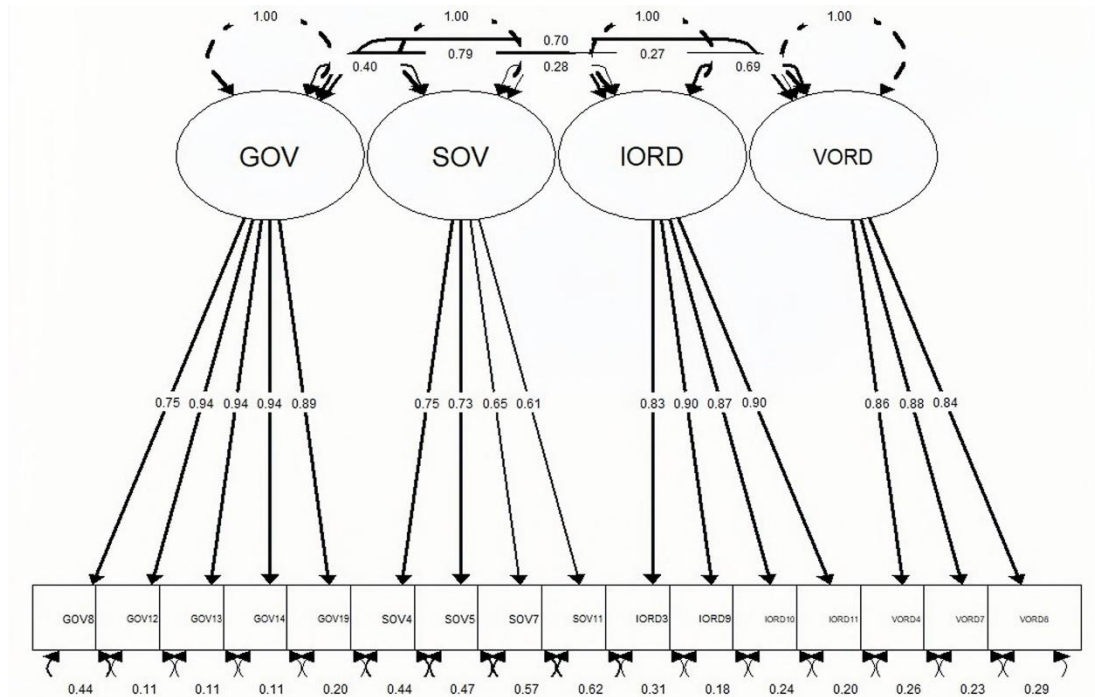 1.00 1.00 1.00 1.00
0.70
0.79 0.27
0.40 0.28 0.69
GOV SOV IORD VORD
0.75 0.94 0.94 0.94 0.89 0.75 0.73 0.65 0.61 0.83 0.90 0.87 0.90 0.86 0.88 0.84
GOV8 GOV12 GOV13 GOV14 GOV19 SOV4 SOV5 SOV7 SOV11 IORD3 IORD9 IORD10 IORD11 VORD4 VORD7 VORD6
0.44 0.11 0.11 0.11 0.20 0.44 0.47 0.57 0.62 0.31 0.18 0.24 0.20 0.26 0.23 0.29